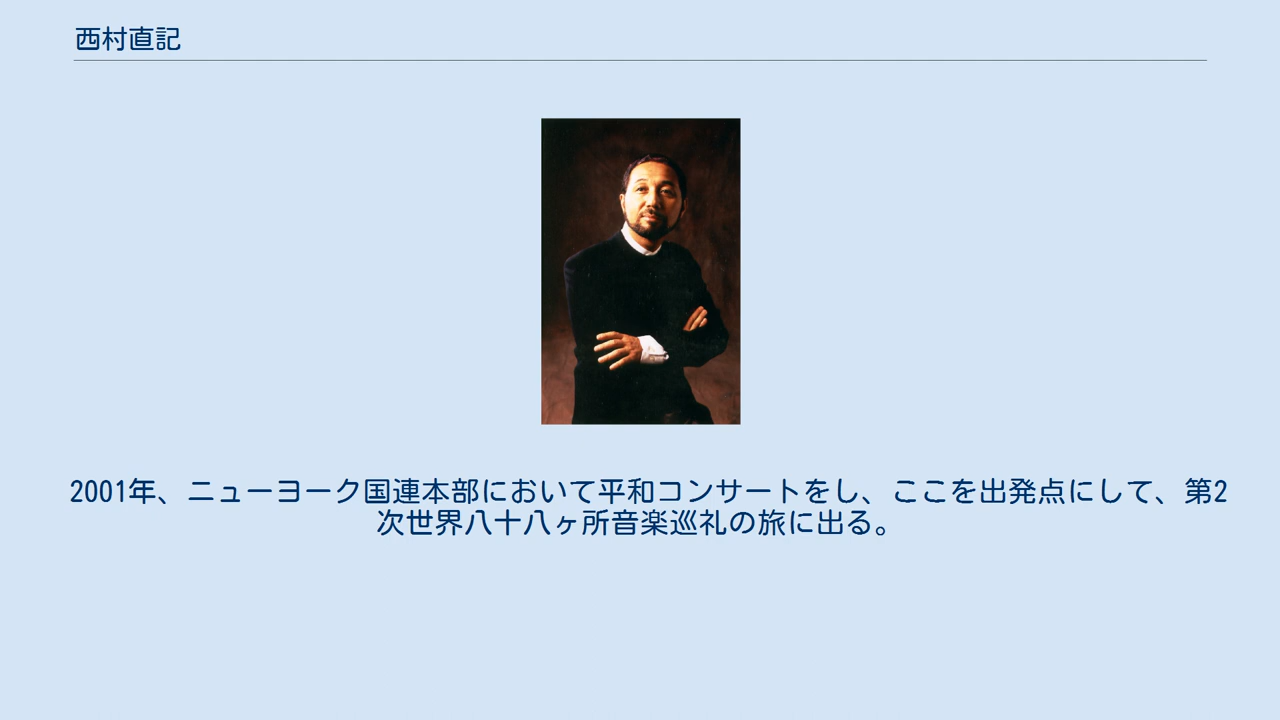 西村直記
2001年、ニューヨーク国連本部において平和コンサートをし、ここを出発点にして、第2
次世界八十八ヶ所音楽巡礼の旅に出る。